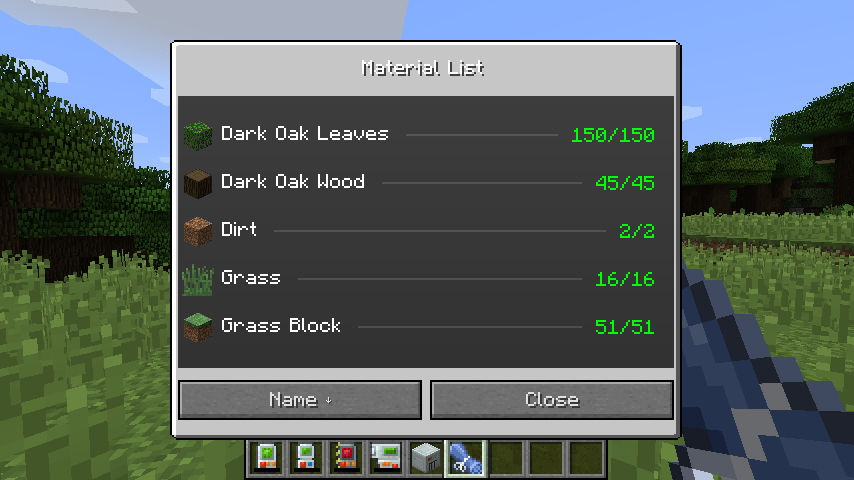 Material List
Dark Oak Leaves 150/150
Dark Oak Wood 45/45
Dirt 2/2
Grass 16/16
Grass Block 51/51
Name ↓ Close